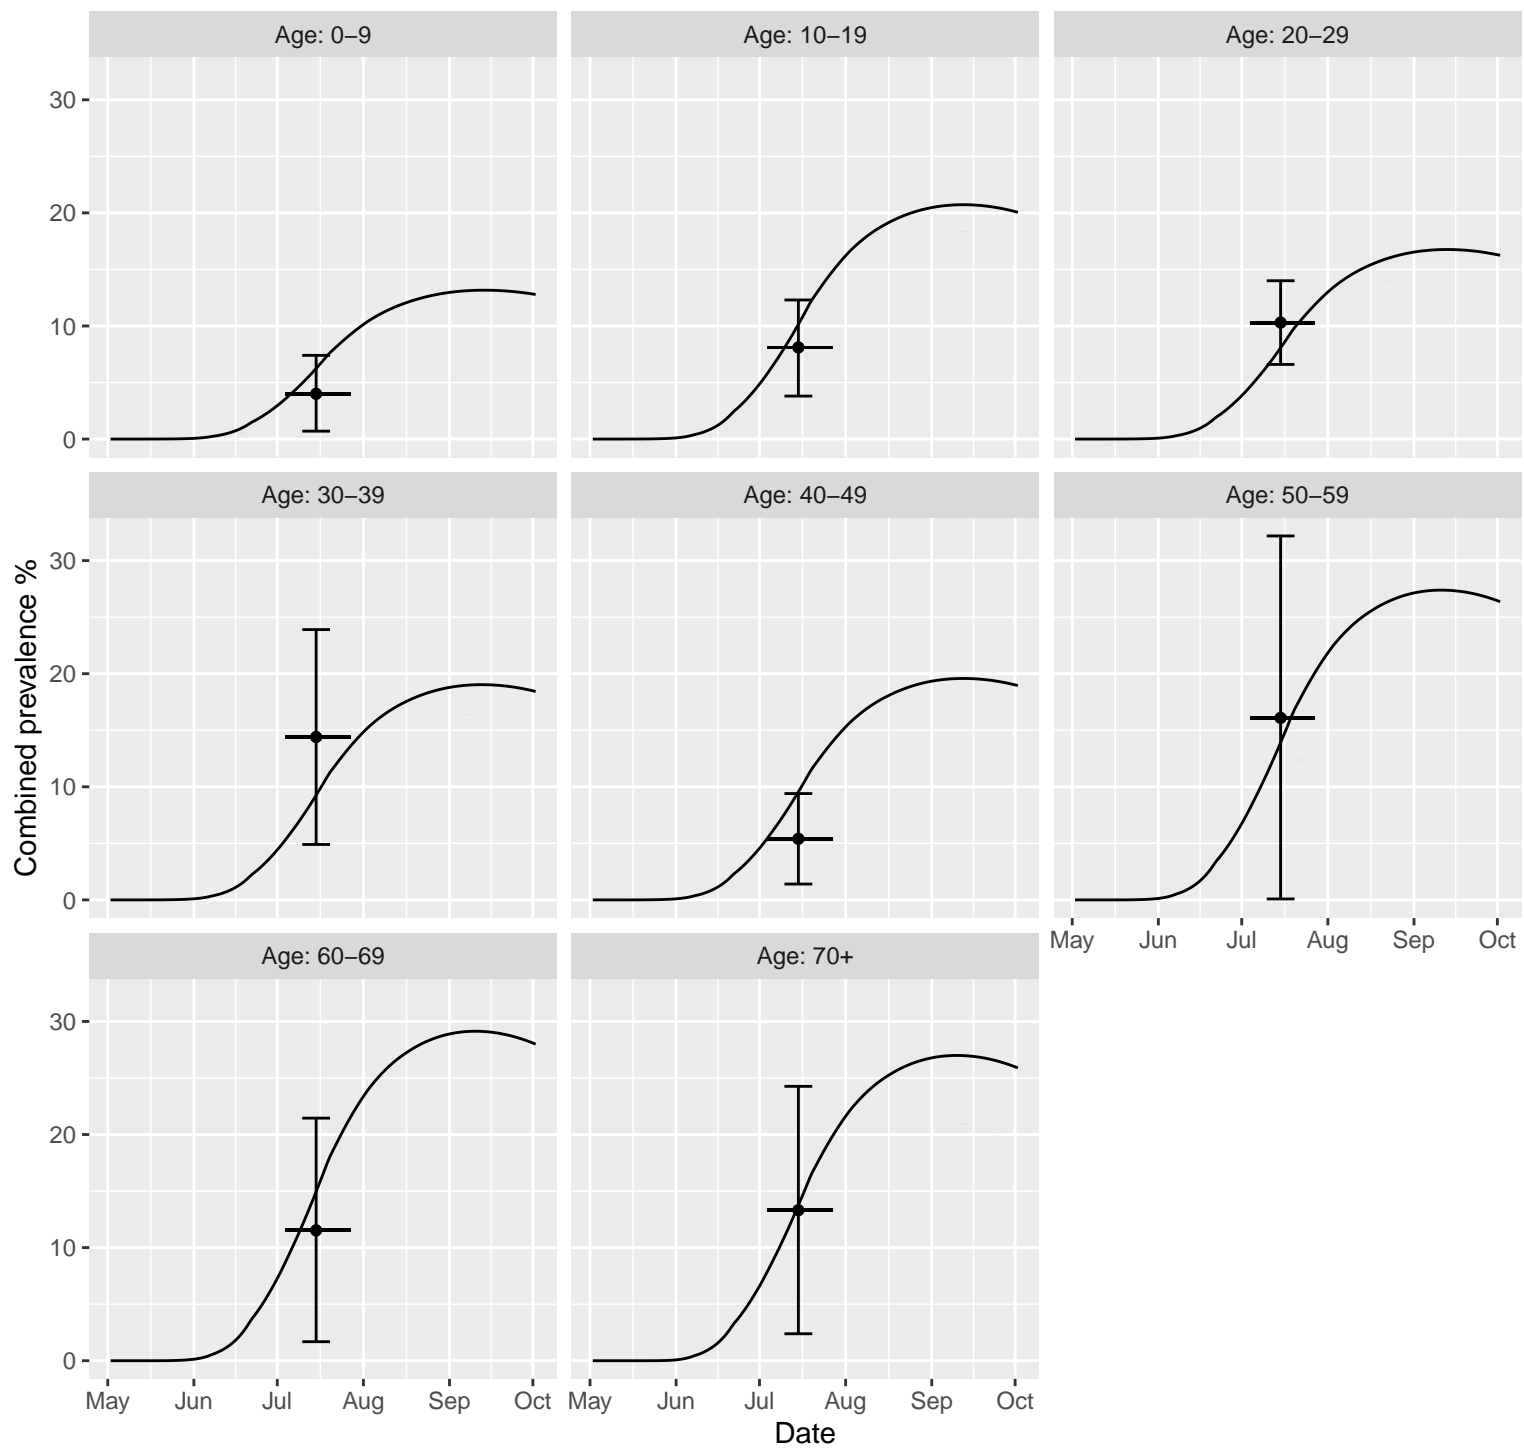 Age: 0−9
Age: 10−19
Age: 20−29
30
20
10
0
Age: 30−39
Age: 40−49
Age: 50−59
30
20
10
0
May Jun Jul Aug Sep Oct
Age: 60−69
Age: 70+
30
20
10
0
May Jun Jul Aug Sep Oct
May Jun Jul Aug Sep Oct
Date
Combined prevalence %